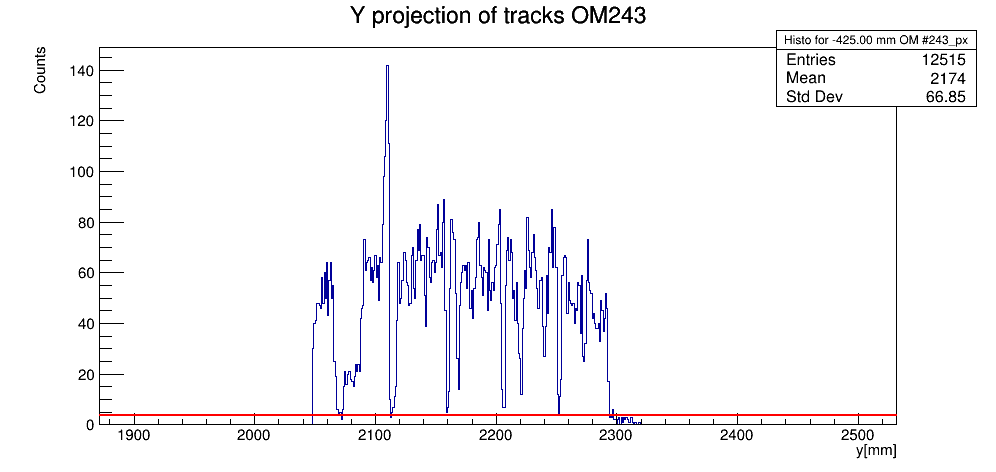 Y projection of tracks OM243
Histo for -425.00 mm OM #243_px
Entries 12515
Mean 2174
Std Dev 66.85
Counts
140
120
100
80
60
40
20
0
1900 2000 2100 2200 2300 2400 2500
y[mm]